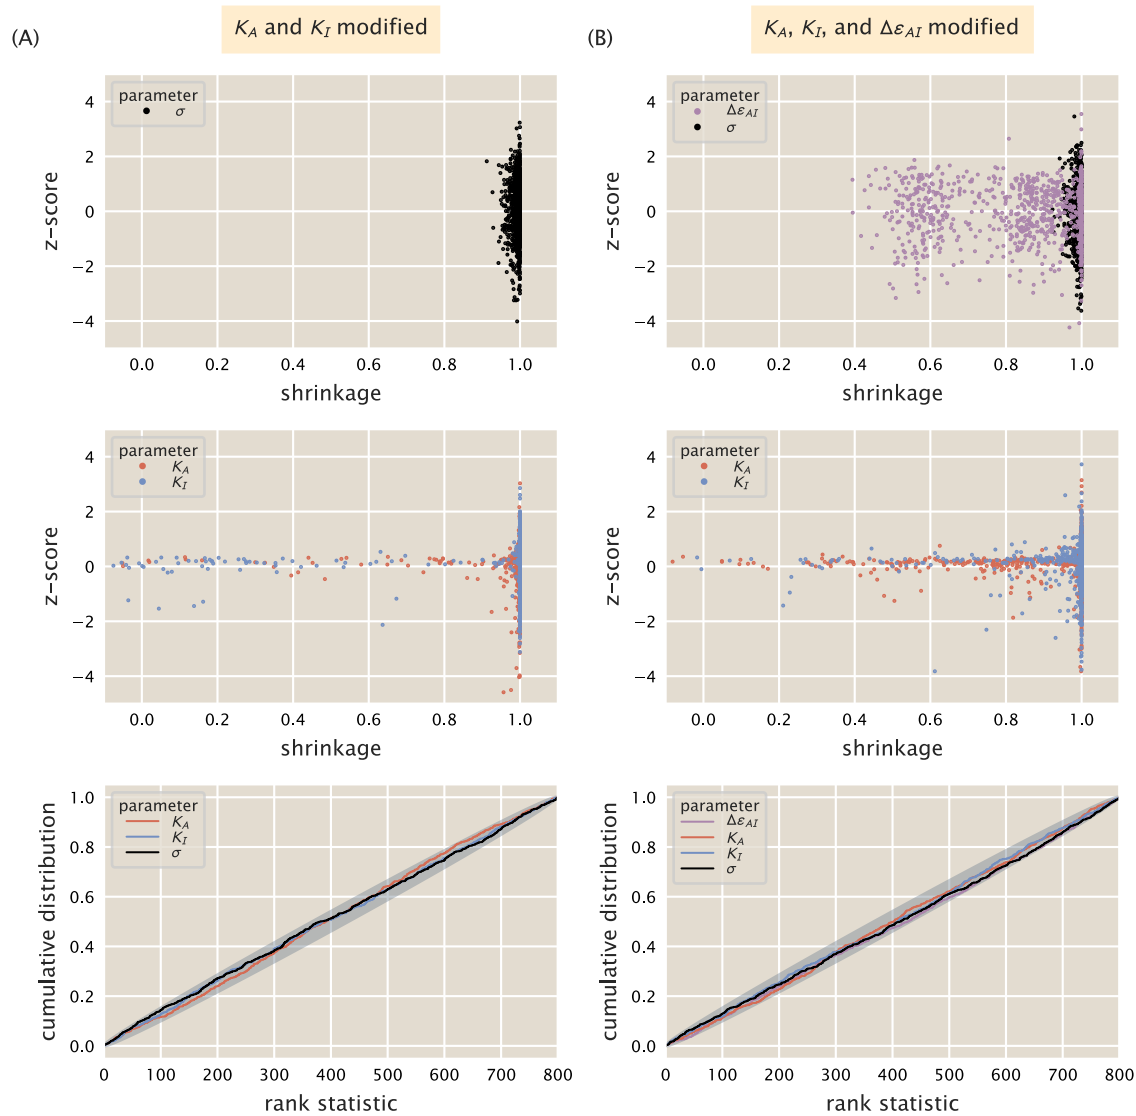 (A)
K_A and K_I modified
parameter
σ
4
2
0
−2
−4
z-score
0.0 0.2 0.4 0.6 0.8 1.0
shrinkage
parameter
K_A
K_I
4
2
0
−2
−4
z-score
0.0 0.2 0.4 0.6 0.8 1.0
shrinkage
parameter
K_A
K_I
σ
1.0
0.8
0.6
0.4
0.2
0.0
cumulative distribution
0 100 200 300 400 500 600 700 800
rank statistic
(B)
K_A, K_I, and Δε_AI modified
parameter
Δε_AI
σ
4
2
0
−2
−4
z-score
0.0 0.2 0.4 0.6 0.8 1.0
shrinkage
parameter
K_A
K_I
4
2
0
−2
−4
z-score
0.0 0.2 0.4 0.6 0.8 1.0
shrinkage
parameter
Δε_AI
K_A
K_I
σ
1.0
0.8
0.6
0.4
0.2
0.0
cumulative distribution
0 100 200 300 400 500 600 700 800
rank statistic